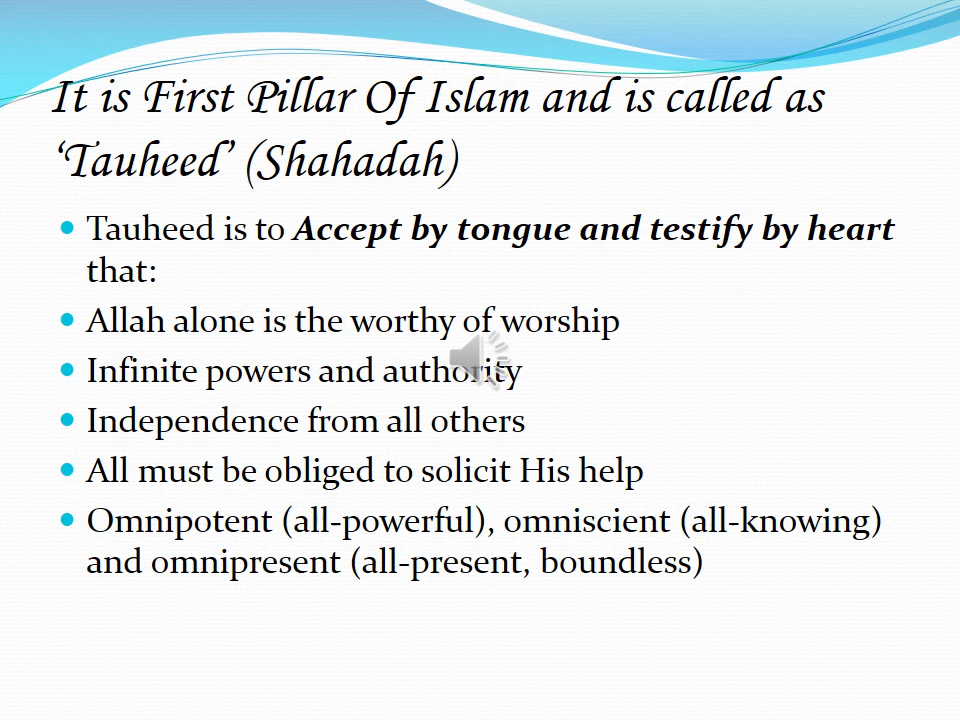 It is First Pillar Of Islam and is called as
‘Tauheed’ (Shahadah)
• Tauheed is to Accept by tongue and testify by heart
that:
• Allah alone is the worthy of worship
• Infinite powers and authority
• Independence from all others
• All must be obliged to solicit His help
• Omnipotent (all-powerful), omniscient (all-knowing)
and omnipresent (all-present, boundless)